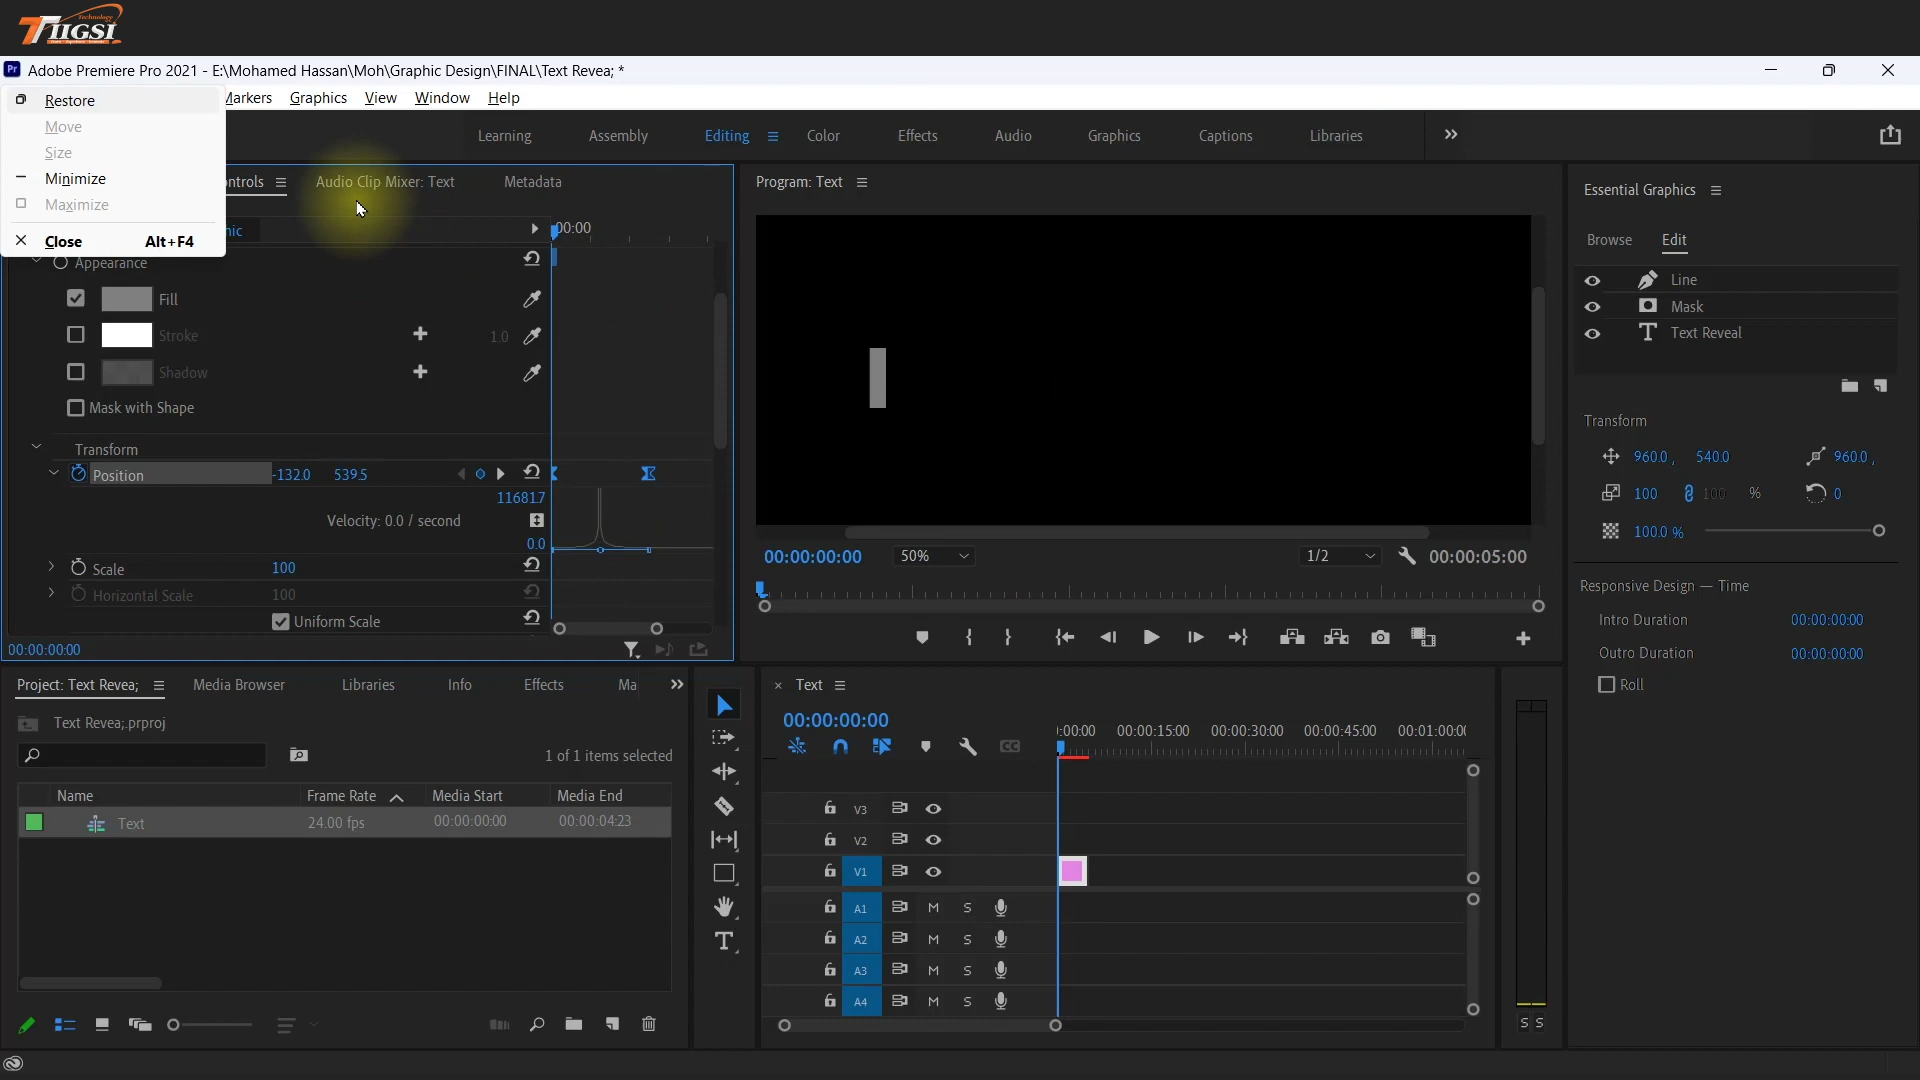 Technology
TIIGSI
Adobe Premiere Pro 2021 - E:\Mohamed Hassan\Moh\Graphic Design\FINAL\Text Revea; *
Restore
Move
Size
Minimize
Maximize
Close Alt+F4
Markers Graphics View Window Help
Learning Assembly Editing Color Effects Audio Graphics Captions Libraries
ontrols Audio Clip Mixer: Text Metadata
hic 00:00
Appearance
Fill
Stroke 1.0
Shadow
Mask with Shape
Transform
Position -132.0 539.5
11681.7
Velocity: 0.0 / second
0.0
Scale 100
Horizontal Scale 100
Uniform Scale
00:00:00:00
Program: Text
00:00:00:00 50% 1/2 00:00:05:00
Essential Graphics
Browse Edit
Line
Mask
Text Reveal
Transform
960.0 , 540.0 960.0 ,
100 100 % 0
100.0 %
Responsive Design — Time
Intro Duration 00:00:00:00
Outro Duration 00:00:00:00
Roll
Project: Text Revea; Media Browser Libraries Info Effects Ma
Text Revea;.prproj
1 of 1 items selected
Name Frame Rate Media Start Media End
Text 24.00 fps 00:00:00:00 00:00:04:23
Text
00:00:00:00
:00:00 00:00:15:00 00:00:30:00 00:00:45:00 00:01:00:0
V3
V2
V1
A1 M S
A2 M S
A3 M S
A4 M S
S S